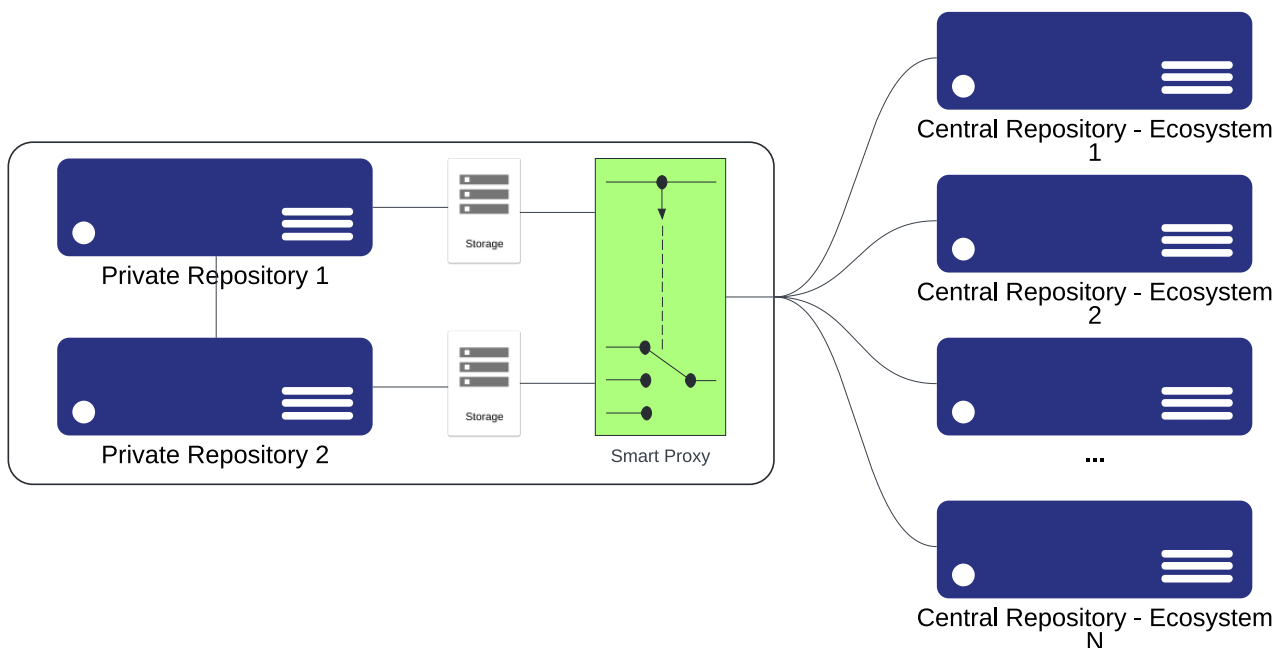 Central Repository - Ecosystem
1
Storage
Private Repository 1
Central Repository - Ecosystem
2
Storage
Private Repository 2
Smart Proxy
...
Central Repository - Ecosystem
N